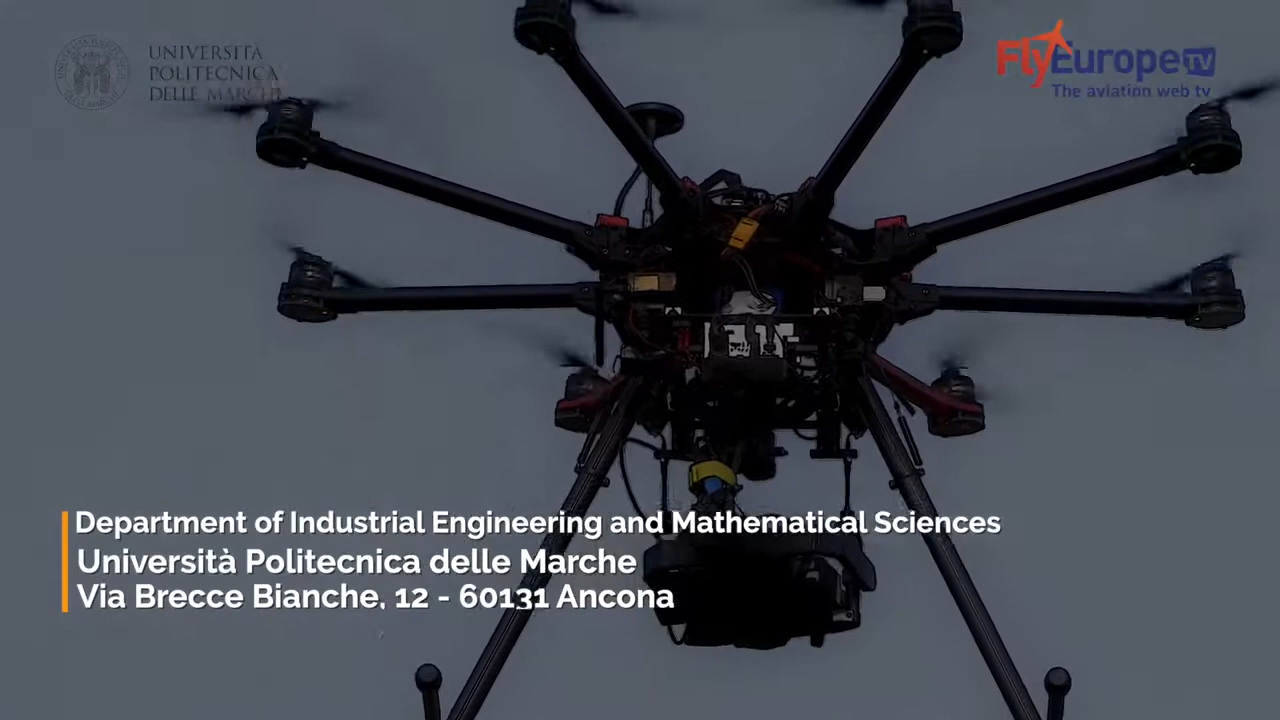 UNIVERSITÀ
POLITECNICA
DELLE MARCHE
FlyEurope TV
The aviation web tv
Department of Industrial Engineering and Mathematical Sciences
Università Politecnica delle Marche
Via Brecce Bianche, 12 - 60131 Ancona